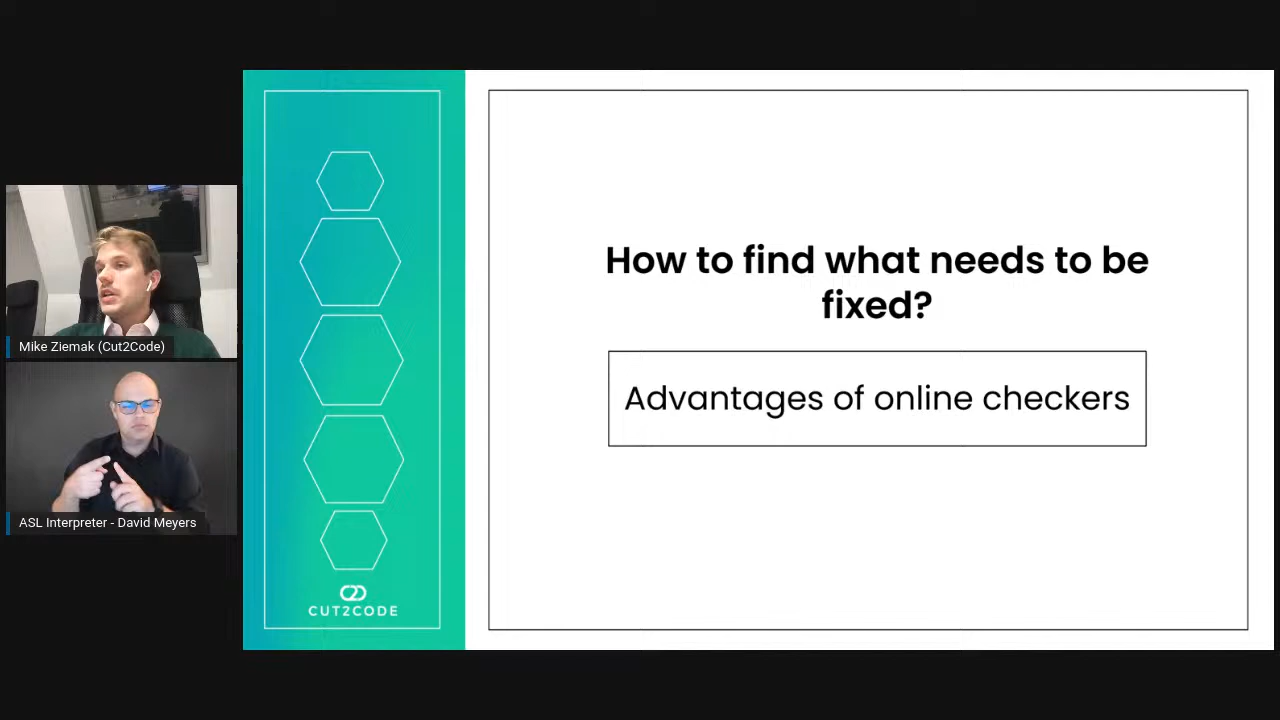 Mike Ziemak (Cut2Code)
ASL Interpreter - David Meyers
CUT2CODE
How to find what needs to be
fixed?
Advantages of online checkers